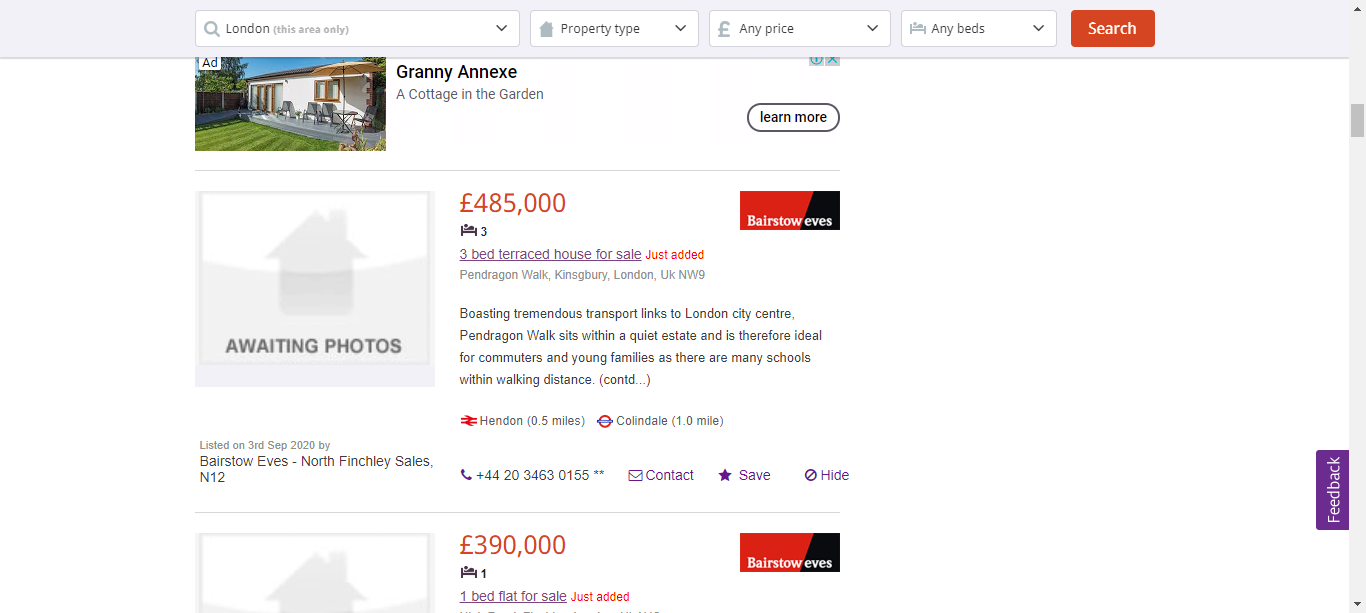 London (this area only)
Property type
Any price
Any beds
Search
Ad
Granny Annexe
A Cottage in the Garden
learn more
AWAITING PHOTOS
£485,000
3
3 bed terraced house for sale Just added
Pendragon Walk, Kinsgbury, London, Uk NW9
Bairstow eves
Boasting tremendous transport links to London city centre,
Pendragon Walk sits within a quiet estate and is therefore ideal
for commuters and young families as there are many schools
within walking distance. (contd...)
Hendon (0.5 miles) Colindale (1.0 mile)
Listed on 3rd Sep 2020 by
Bairstow Eves - North Finchley Sales,
N12
+44 20 3463 0155 ** Contact Save Hide
Feedback
£390,000
1
1 bed flat for sale Just added
Bairstow eves